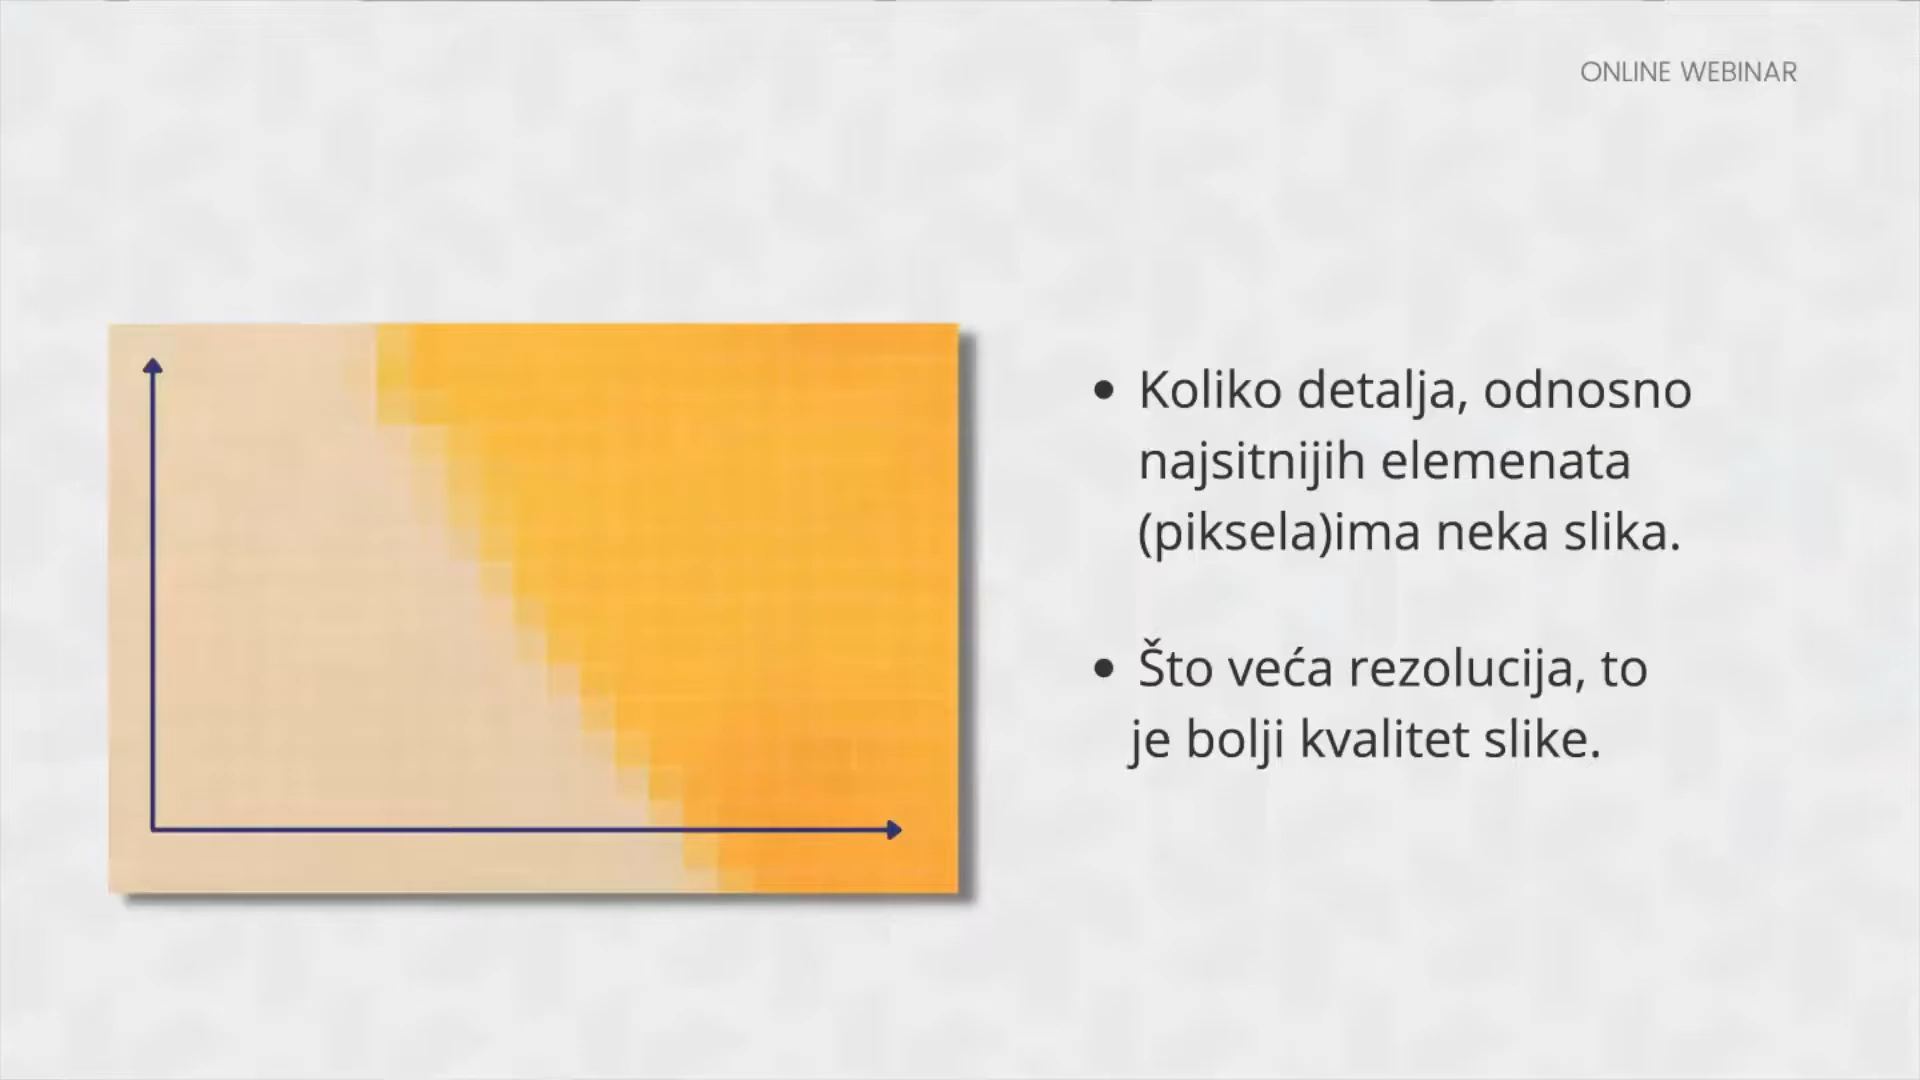 ONLINE WEBINAR
• Koliko detalja, odnosno
najsitnijih elemenata
(piksela)ima neka slika.
• Što veća rezolucija, to
je bolji kvalitet slike.